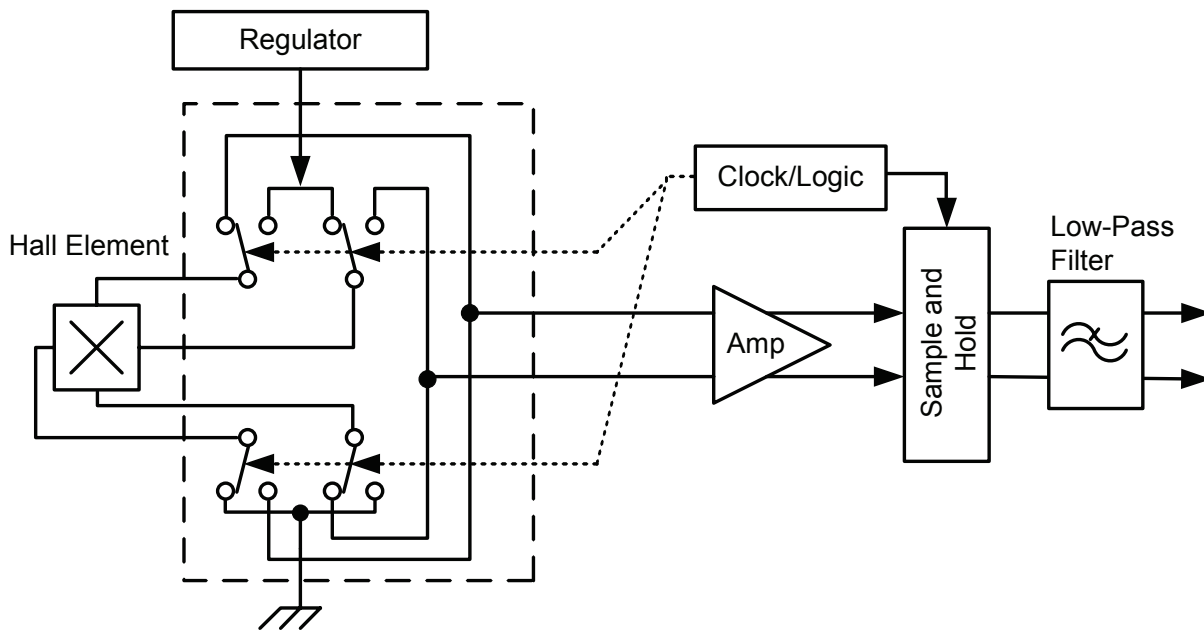 Regulator
Clock/Logic
Hall Element
Low-Pass
Filter
Amp
Sample and
Hold